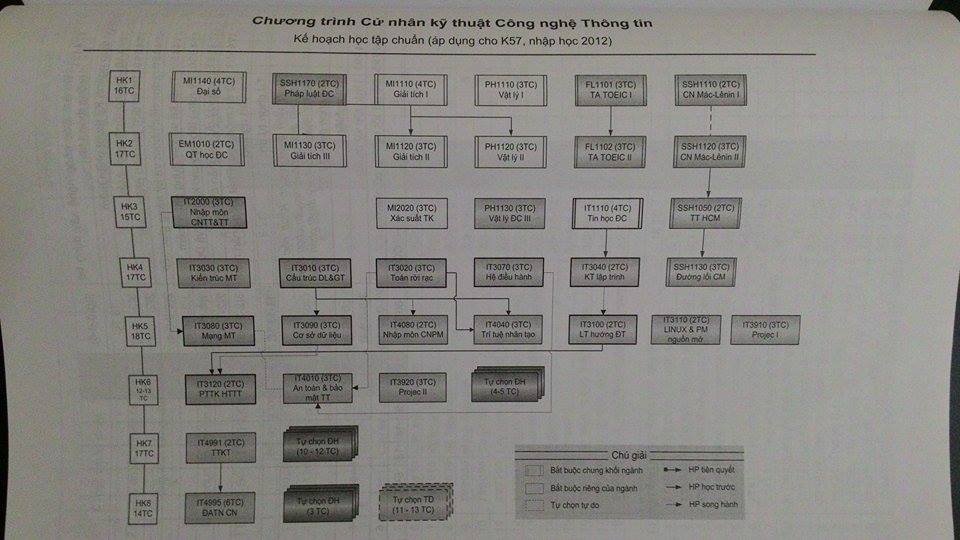 Chương trình Cử nhân kỹ thuật Công nghệ Thông tin
Kế hoạch học tập chuẩn (áp dụng cho K57, nhập học 2012)
HK1
16TC
MI1140 (4TC)
Đại số
SSH1170 (2TC)
Pháp luật ĐC
MI1110 (4TC)
Giải tích I
PH1110 (3TC)
Vật lý I
FL1101 (3TC)
TA TOEIC I
SSH1110 (2TC)
CN Mác-Lênin I
HK2
17TC
EM1010 (2TC)
QT học ĐC
MI1130 (3TC)
Giải tích III
MI1120 (3TC)
Giải tích II
PH1120 (3TC)
Vật lý II
FL1102 (3TC)
TA TOEIC II
SSH1120 (3TC)
CN Mác-Lênin II
HK3
15TC
IT2000 (3TC)
Nhập môn
CNTT&TT
MI2020 (3TC)
Xác suất TK
PH1130 (3TC)
Vật lý ĐC III
IT1110 (4TC)
Tin học ĐC
SSH1050 (2TC)
TT HCM
HK4
17TC
IT3030 (3TC)
Kiến trúc MT
IT3010 (3TC)
Cấu trúc DL&GT
IT3020 (3TC)
Toán rời rạc
IT3070 (3TC)
Hệ điều hành
IT3040 (2TC)
KT lập trình
SSH1130 (3TC)
Đường lối CM
HK5
18TC
IT3080 (3TC)
Mạng MT
IT3090 (3TC)
Cơ sở dữ liệu
IT4080 (2TC)
Nhập môn CNPM
IT4040 (3TC)
Trí tuệ nhân tạo
IT3100 (2TC)
LT hướng ĐT
IT3110 (2TC)
LINUX & PM
nguồn mở
IT3910 (3TC)
Projec I
HK6
12-13
TC
IT3120 (2TC)
PTTK HTTT
IT4010 (3TC)
An toàn & bảo
mật TT
IT3920 (3TC)
Projec II
Tự chọn ĐH
(4-5 TC)
HK7
17TC
IT4991 (2TC)
TTKT
Tự chọn ĐH
(10 - 12 TC)
HK8
14TC
IT4995 (6TC)
ĐATN CN
Tự chọn ĐH
(3 TC)
Tự chọn TD
(11 - 13 TC)
Chú giải
Bắt buộc chung khối ngành
HP tiên quyết
Bắt buộc riêng của ngành
HP học trước
Tự chọn tự do
HP song hành